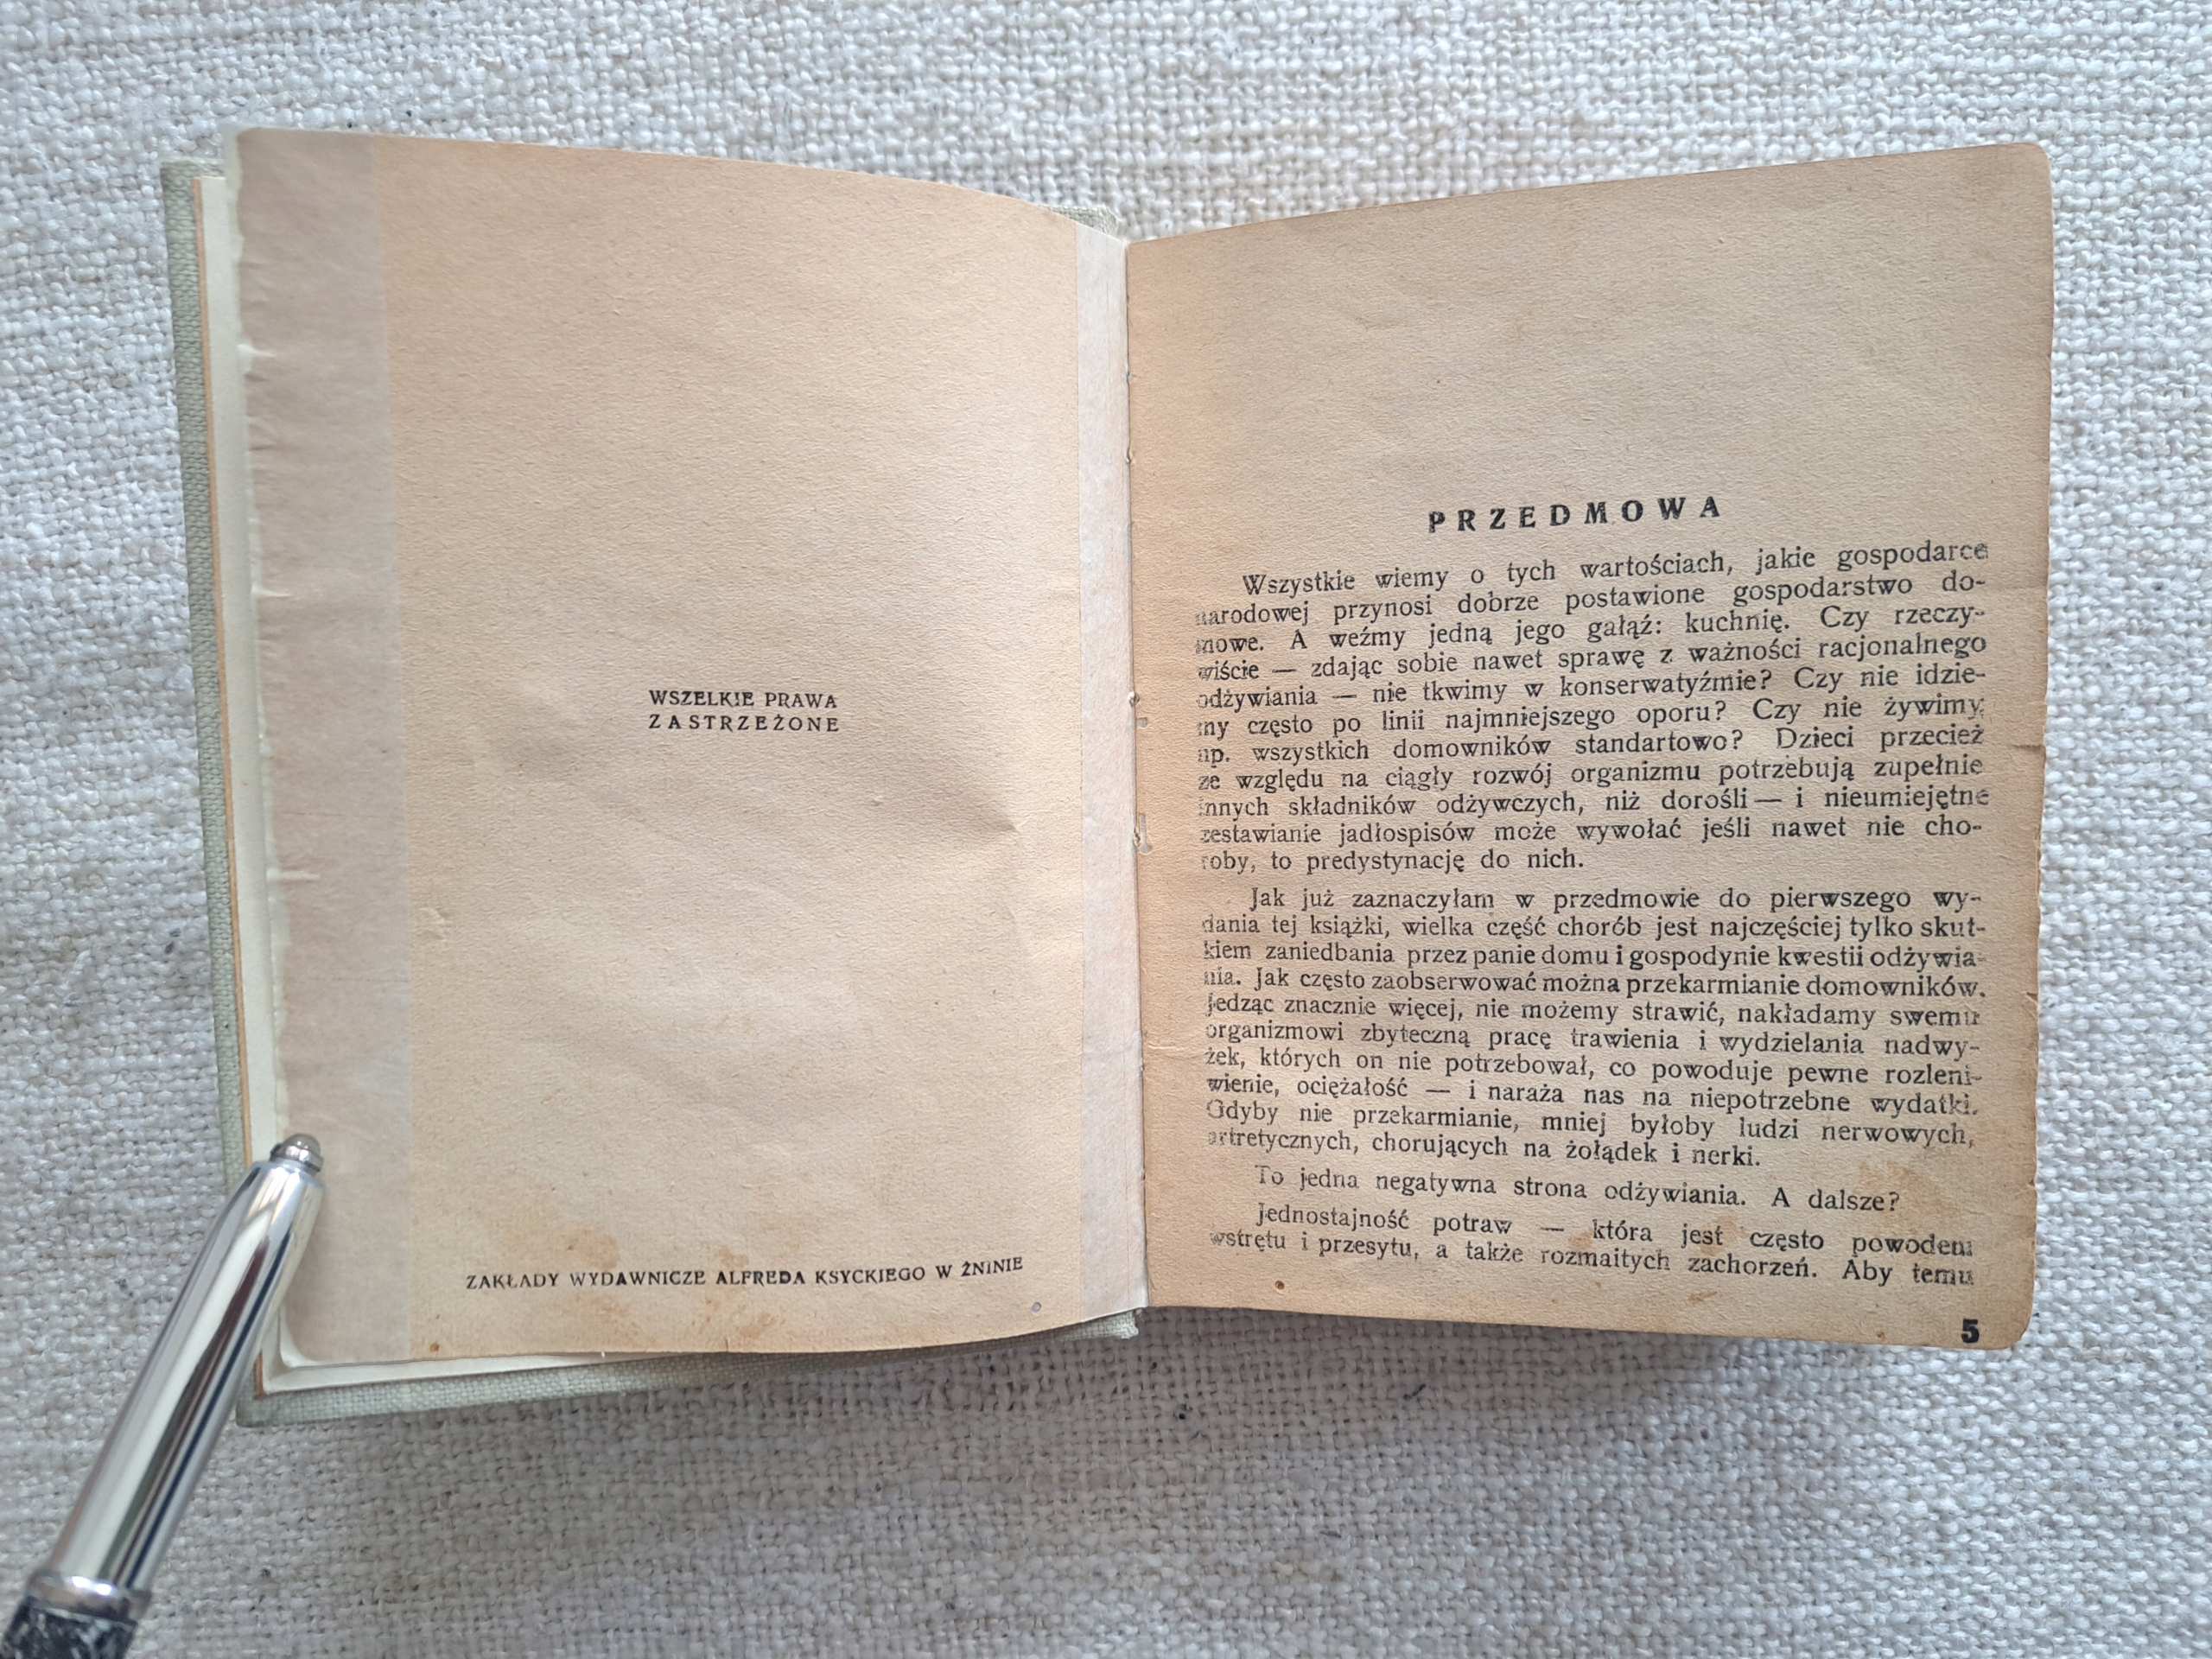 WSZELKIE PRAWA
ZASTRZEŻONE
ZAKŁADY WYDAWNICZE ALFREDA KSYCKIEGO W ŻNINIE
PRZEDMOWA
Wszystkie wiemy o tych wartościach, jakie gospodarce
narodowej przynosi dobrze postawione gospodarstwo do-
mowe. A weźmy jedną jego gałąź: kuchnię. Czy rzeczy-
wiście — zdając sobie nawet sprawę z ważności racjonalnego
odżywiania — nie tkwimy w konserwatyźmie? Czy nie idzie-
my często po linii najmniejszego oporu? Czy nie żywimy
np. wszystkich domowników standartowo? Dzieci przecież
ze względu na ciągły rozwój organizmu potrzebują zupełnie
innych składników odżywczych, niż dorośli — i nieumiejętne
zestawianie jadłospisów może wywołać jeśli nawet nie cho-
roby, to predystynację do nich.
Jak już zaznaczyłam w przedmowie do pierwszego wy-
dania tej książki, wielka część chorób jest najczęściej tylko skut-
kiem zaniedbania przez panie domu i gospodynie kwestii odżywia-
nia. Jak często zaobserwować można przekarmianie domowników.
Jedząc znacznie więcej, nie możemy strawić, nakładamy swemu
organizmowi zbyteczną pracę trawienia i wydzielania nadwy-
żek, których on nie potrzebował, co powoduje pewne rozleni-
wienie, ociężałość — i naraża nas na niepotrzebne wydatki.
Gdyby nie przekarmianie, mniej byłoby ludzi nerwowych,
artretycznych, chorujących na żołądek i nerki.
To jedna negatywna strona odżywiania. A dalsze?
Jednostajność potraw — która jest często powodem
wstrętu i przesytu, a także rozmaitych zachorzeń. Aby temu
5